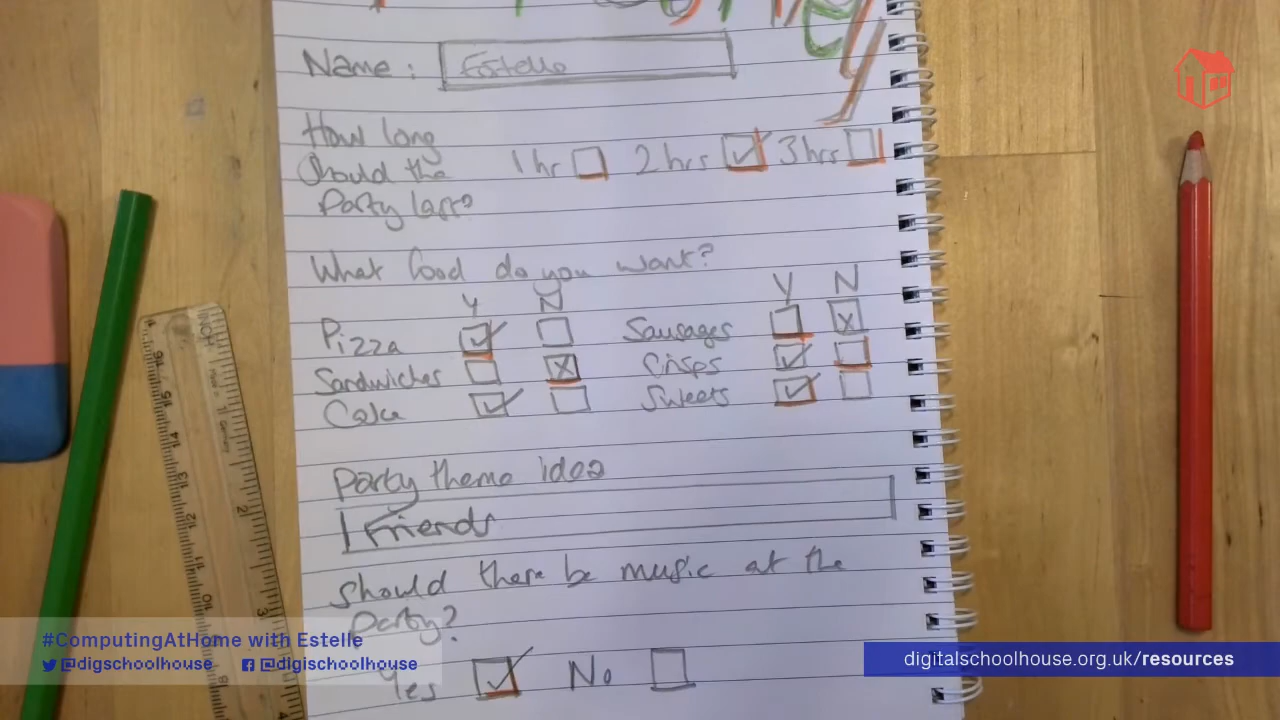 Name: Estelle
How long
Should the 1 hr 2 hrs 3 hrs
Party last?
What food do you want?
Y N Y N
Pizza Sausages
Sandwiches Crisps
Cake Sweets
Party theme idea
Friends
should there be music at the
party?
Yes No
#ComputingAtHome with Estelle
@digschoolhouse @digischoolhouse
digitalschoolhouse.org.uk/resources